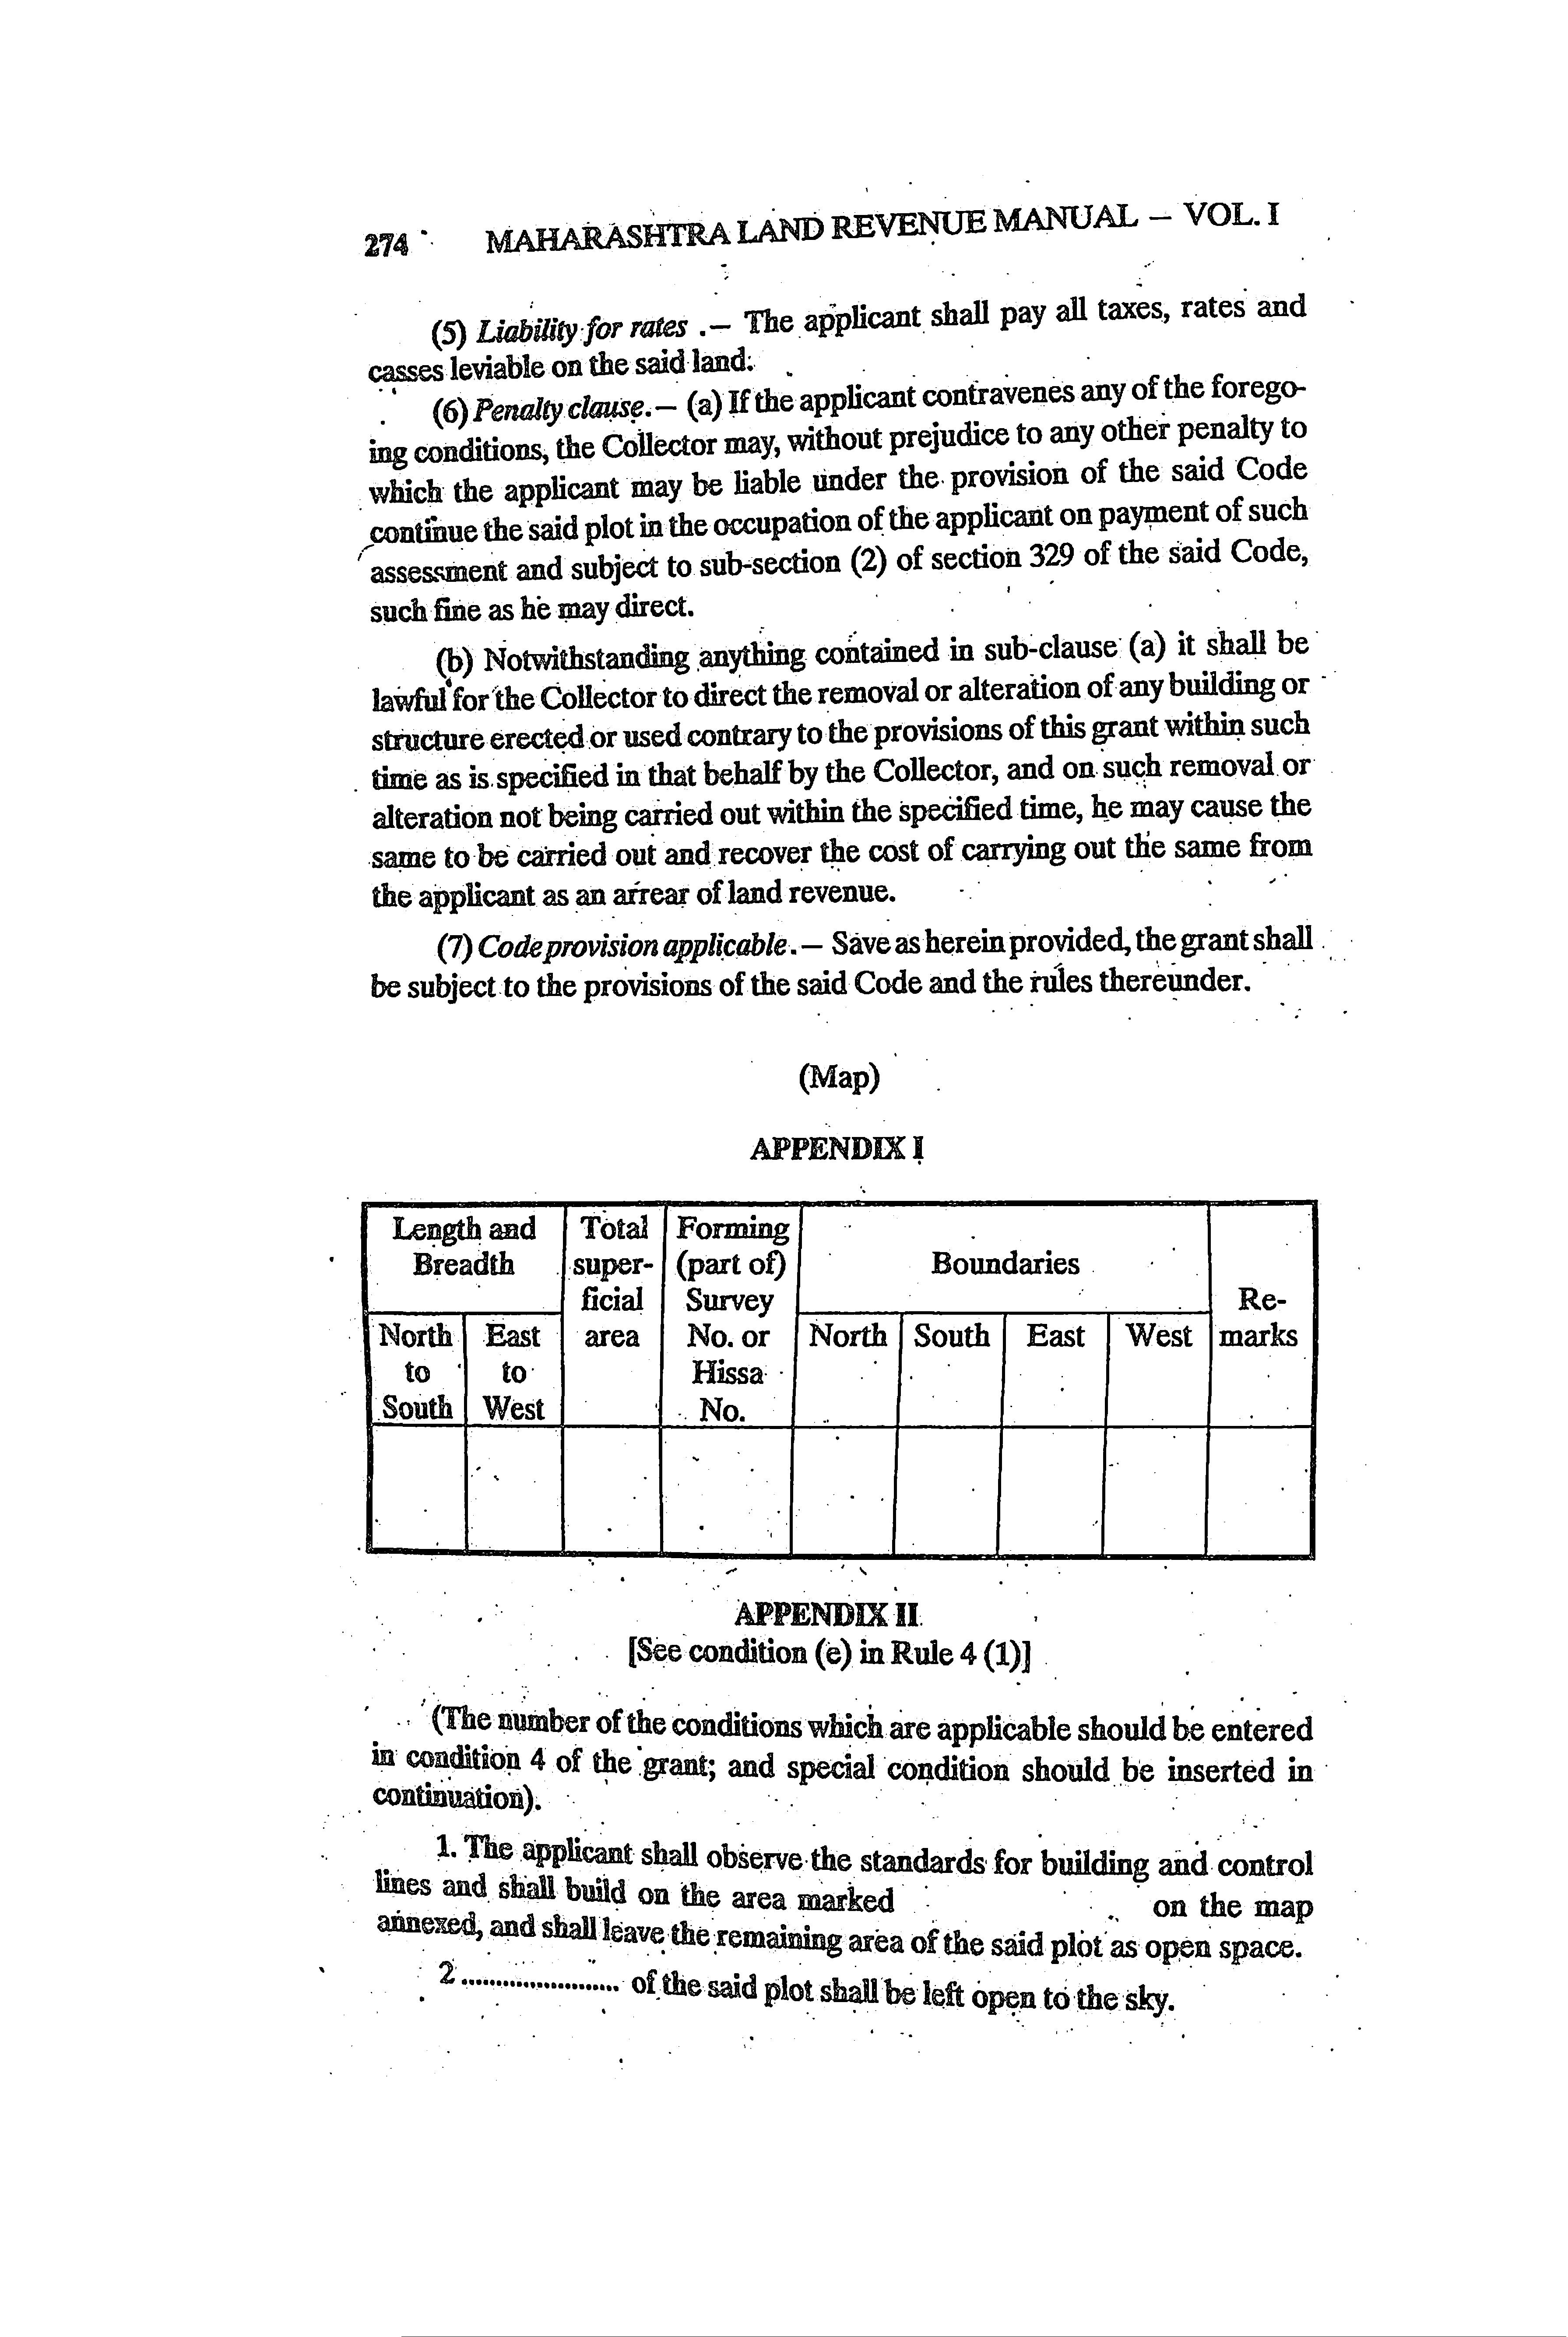 274 MAHARASHTRA LAND REVENUE MANUAL – VOL. I
(5) Liability for rates .— The applicant shall pay all taxes, rates and
casses leviable on the said land.
(6) Penalty clause.— (a) If the applicant contravenes any of the forego-
ing conditions, the Collector may, without prejudice to any other penalty to
which the applicant may be liable under the provision of the said Code
continue the said plot in the occupation of the applicant on payment of such
assessment and subject to sub-section (2) of section 329 of the said Code,
such fine as he may direct.
(b) Notwithstanding anything contained in sub-clause (a) it shall be
lawful for the Collector to direct the removal or alteration of any building or
structure erected or used contrary to the provisions of this grant within such
time as is specified in that behalf by the Collector, and on such removal or
alteration not being carried out within the specified time, he may cause the
same to be carried out and recover the cost of carrying out the same from
the applicant as an arrear of land revenue.
(7) Code provision applicable.— Save as herein provided, the grant shall
be subject to the provisions of the said Code and the rules thereunder.
(Map)
APPENDIX I
Length and Total Forming
Breadth super- (part of) Boundaries
ficial Survey Re-
North East area No. or North South East West marks
to to Hissa
South West No.
APPENDIX II
[See condition (e) in Rule 4 (1)]
(The number of the conditions which are applicable should be entered
in condition 4 of the grant; and special condition should be inserted in
continuation).
1. The applicant shall observe the standards for building and control
lines and shall build on the area marked on the map
annexed, and shall leave the remaining area of the said plot as open space.
2 ....................... of the said plot shall be left open to the sky.